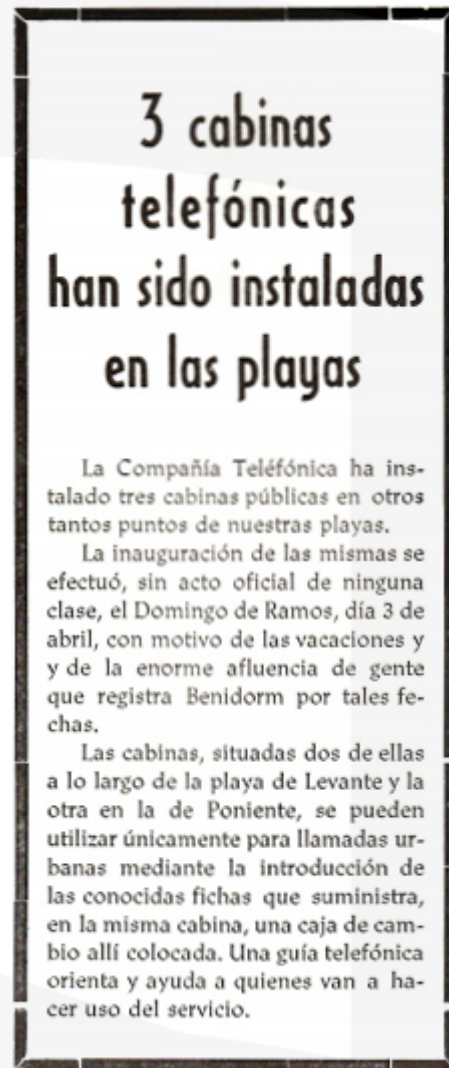 3 cabinas
telefónicas
han sido instaladas
en las playas
La Compañía Teléfónica ha ins-
talado tres cabinas públicas en otros
tantos puntos de nuestras playas.
La inauguración de las mismas se
efectuó, sin acto oficial de ninguna
clase, el Domingo de Ramos, día 3 de
abril, con motivo de las vacaciones y
y de la enorme afluencia de gente
que registra Benidorm por tales fe-
chas.
Las cabinas, situadas dos de ellas
a lo largo de la playa de Levante y la
otra en la de Poniente, se pueden
utilizar únicamente para llamadas ur-
banas mediante la introducción de
las conocidas fichas que suministra,
en la misma cabina, una caja de cam-
bio allí colocada. Una guía telefónica
orienta y ayuda a quienes van a ha-
cer uso del servicio.